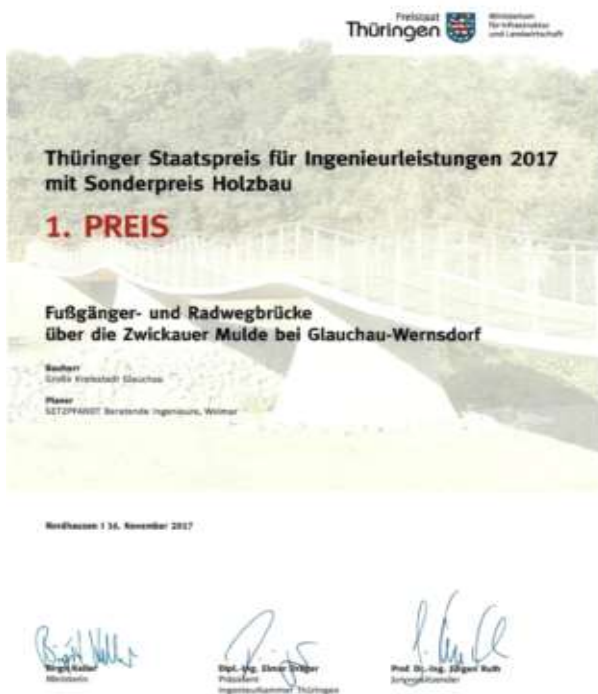 Freistaat
Thüringen
Ministerium
für Infrastruktur
und Landwirtschaft
Thüringer Staatspreis für Ingenieurleistungen 2017
mit Sonderpreis Holzbau
1. PREIS
Fußgänger- und Radwegbrücke
über die Zwickauer Mulde bei Glauchau-Wernsdorf
Bauherr
Große Kreisstadt Glauchau
Planer
SETZPFANDT Beratende Ingenieure, Weimar
Nordhausen I 16. November 2017
Birgit Keller
Ministerin
Dipl.-Ing. Elmar Dräger
Präsident
Ingenieurkammer Thüringen
Prof. Dr.-Ing. Jürgen Ruth
Juryvorsitzender